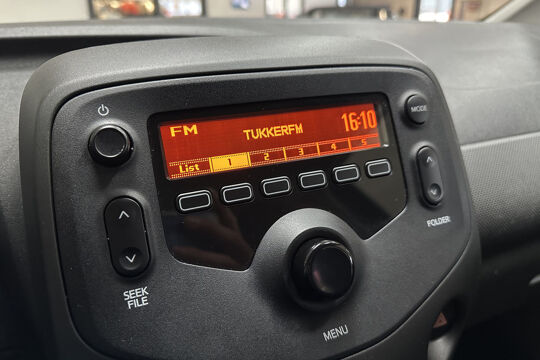 MODE
FM TUKKERFM 16:10
List 1 2 3 4 5
FOLDER
SEEK
FILE
MENU